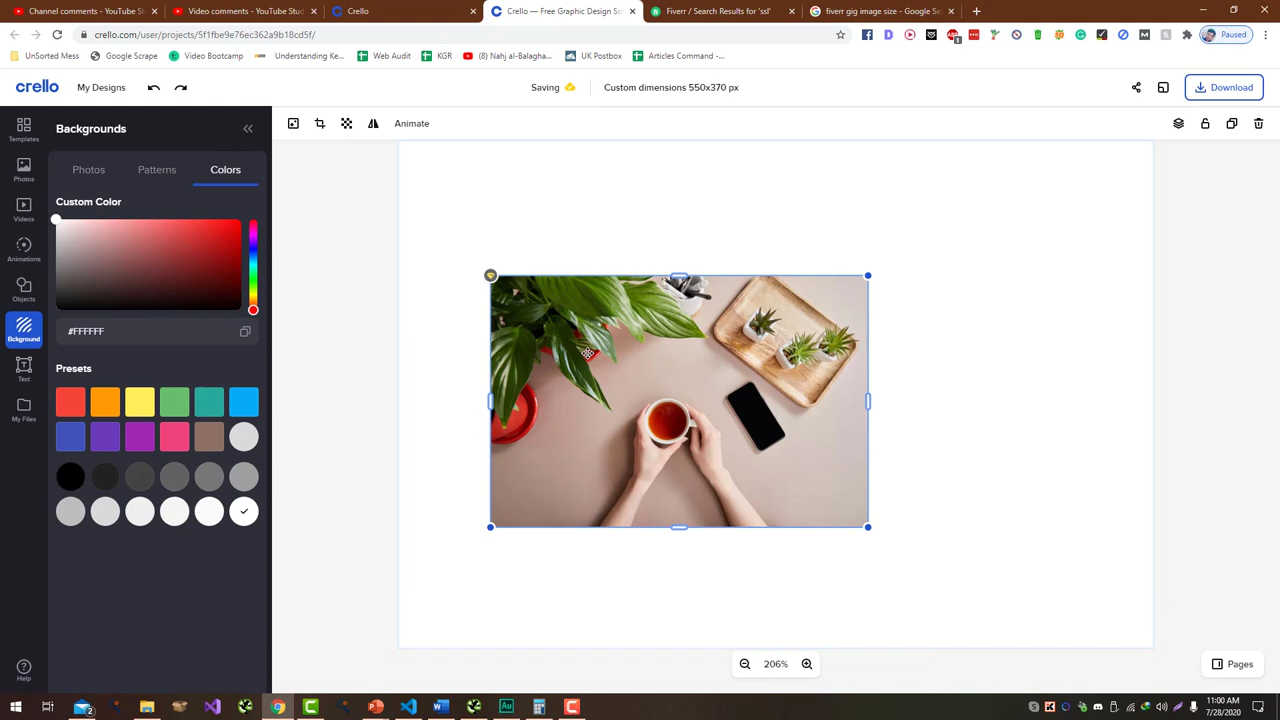 Channel comments - YouTube St
Video comments - YouTube Stud
Crello
Crello — Free Graphic Design So
Fiverr / Search Results for 'ssl'
fiverr gig image size - Google Se
crello.com/user/projects/5f1fbe9e76ec362a9b18cd5f/
Paused
UnSorted Mess
Google Scrape
Video Bootcamp
Understanding Ke...
Web Audit
KGR
(8) Nahj al-Balagha...
UK Postbox
Articles Command -...
crello
My Designs
Saving
Custom dimensions 550x370 px
Download
Templates
Photos
Videos
Animations
Objects
Bckground
Text
My Files
Help
Backgrounds
Photos
Patterns
Colors
Custom Color
#FFFFFF
Presets
Animate
206%
Pages
2
11:00 AM
7/28/2020